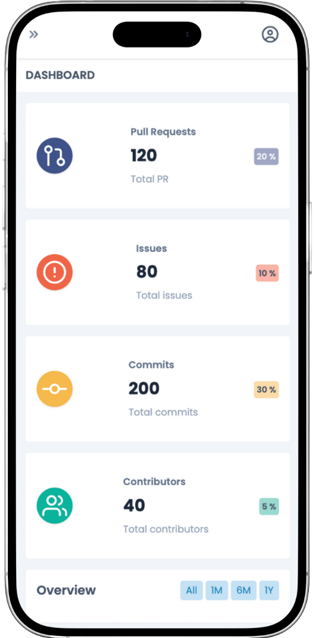 DASHBOARD
Pull Requests
120
20 %
Total PR
Issues
80
10 %
Total issues
Commits
200
30 %
Total commits
Contributors
40
5 %
Total contributors
Overview
All 1M 6M 1Y